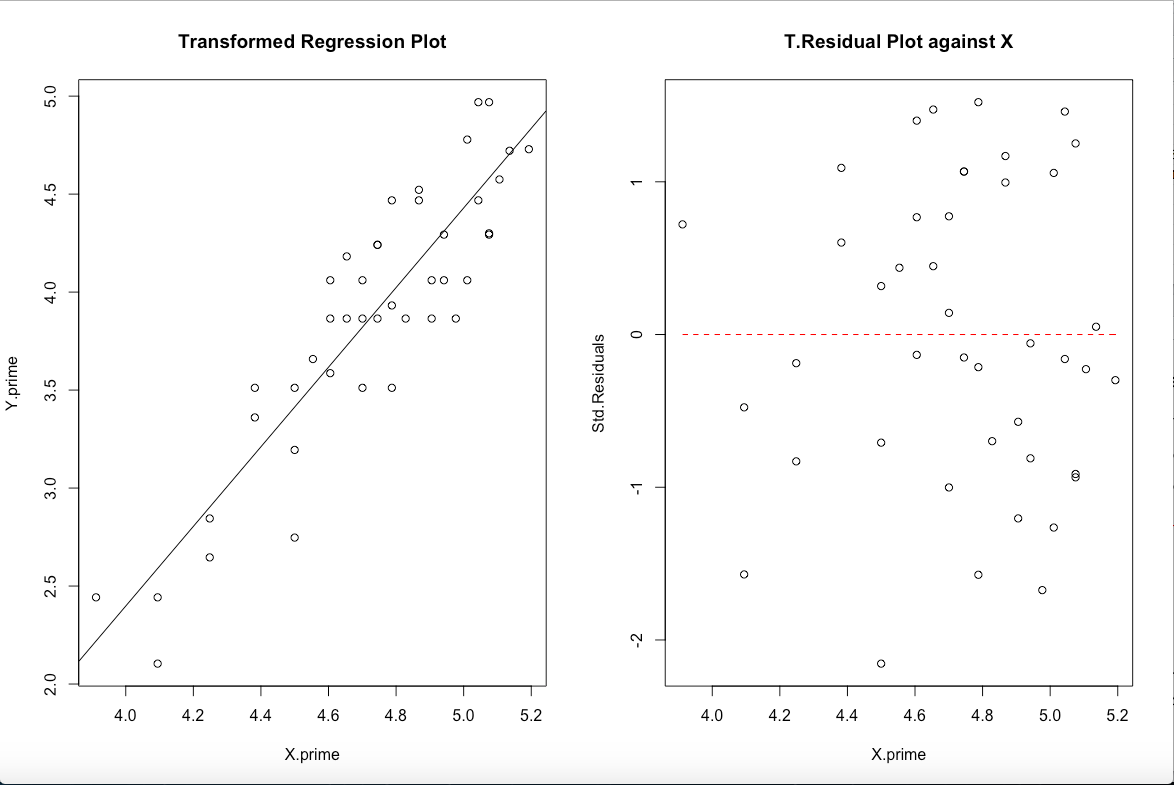 Transformed Regression Plot
Y.prime
5.0
4.5
4.0
3.5
3.0
2.5
2.0
4.0 4.2 4.4 4.6 4.8 5.0 5.2
X.prime
T.Residual Plot against X
Std.Residuals
1
0
-1
-2
4.0 4.2 4.4 4.6 4.8 5.0 5.2
X.prime